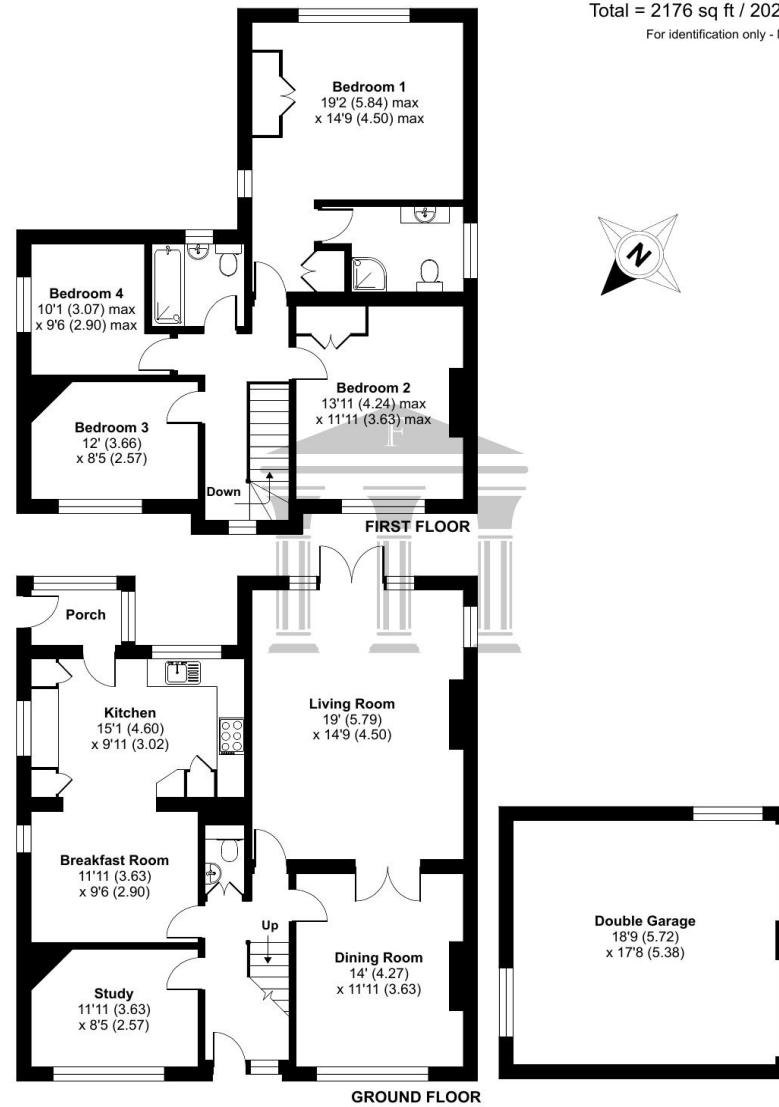 Total = 2176 sq ft / 202
For identification only -
Bedroom 1
19'2 (5.84) max
x 14'9 (4.50) max
N
Bedroom 4
10'1 (3.07) max
x 9'6 (2.90) max
Bedroom 2
13'11 (4.24) max
x 11'11 (3.63) max
Bedroom 3
12' (3.66)
x 8'5 (2.57)
F
Down
FIRST FLOOR
Porch
Kitchen
15'1 (4.60)
x 9'11 (3.02)
Living Room
19' (5.79)
x 14'9 (4.50)
Breakfast Room
11'11 (3.63)
x 9'6 (2.90)
Up
Double Garage
18'9 (5.72)
x 17'8 (5.38)
Dining Room
14' (4.27)
x 11'11 (3.63)
Study
11'11 (3.63)
x 8'5 (2.57)
GROUND FLOOR